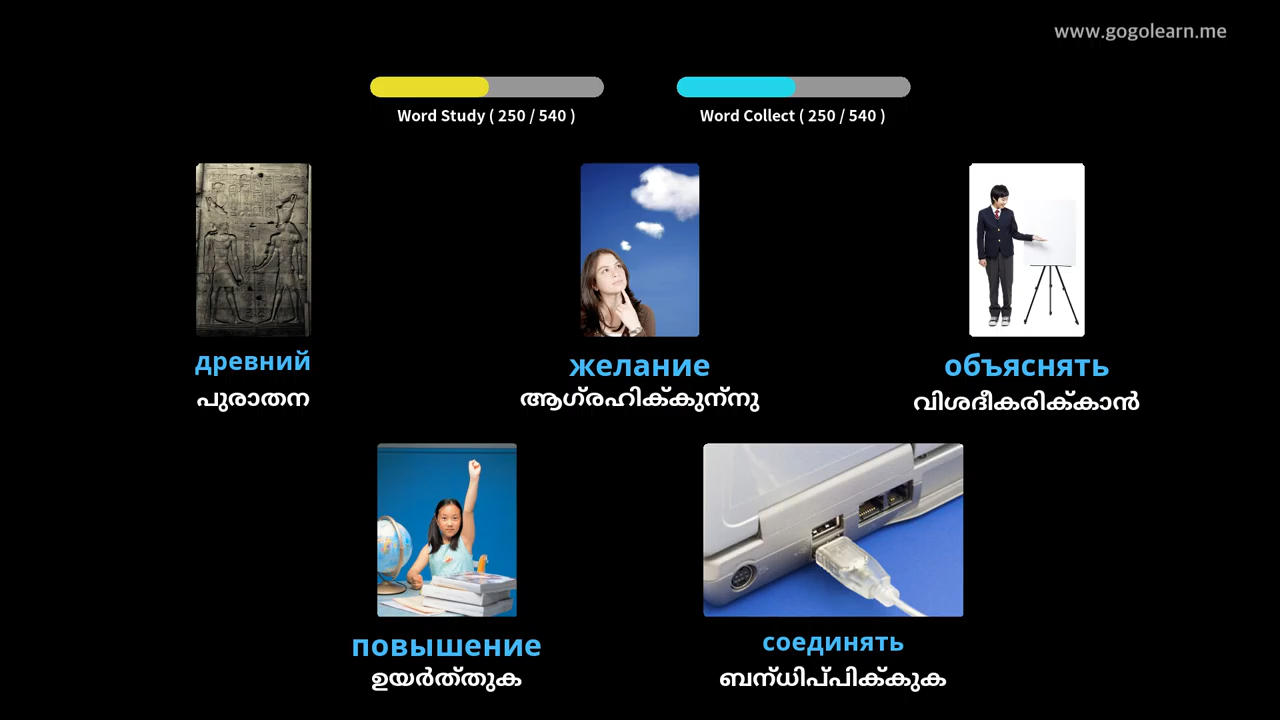 www.gogolearn.me
Word Study ( 250 / 540 )
Word Collect ( 250 / 540 )
древний
പുരാതന
желание
ആഗ്രഹിക്കുന്നു
объяснять
വിശദീകരിക്കാൻ
повышение
ഉയർത്തുക
соединять
ബന്ധിപ്പിക്കുക